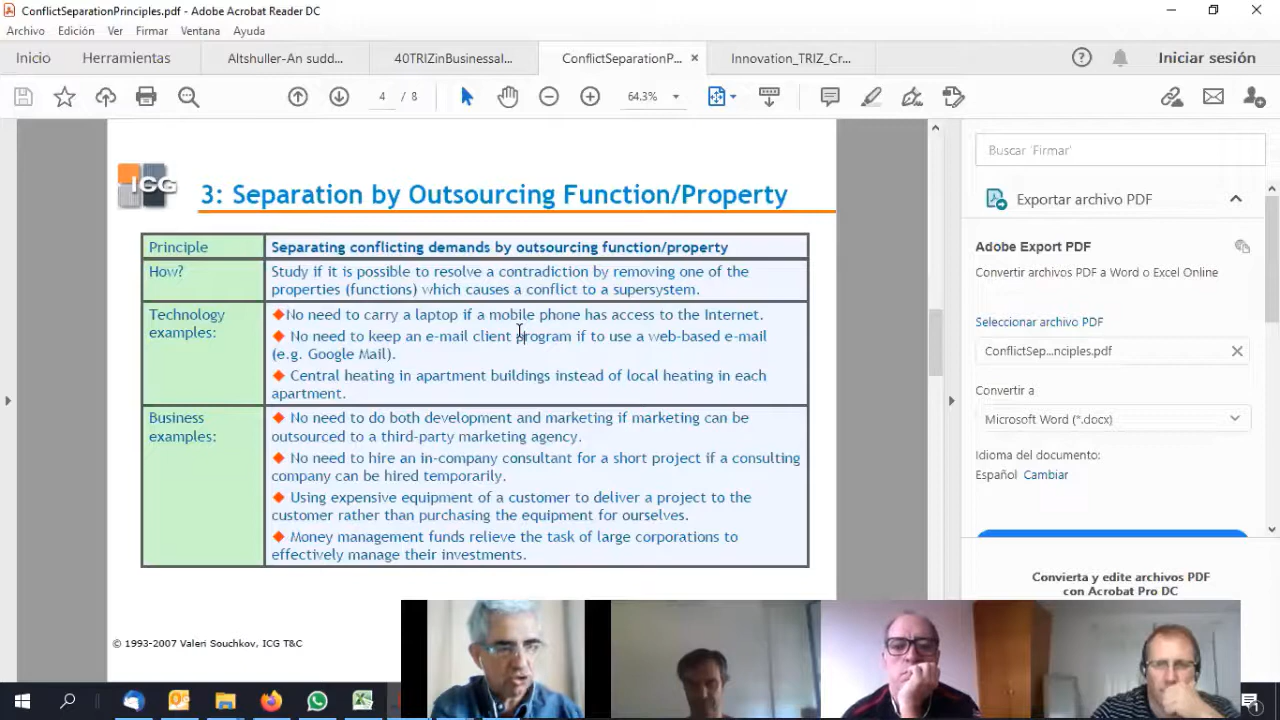 ConflictSeparationPrinciples.pdf - Adobe Acrobat Reader DC
Archivo Edición Ver Firmar Ventana Ayuda
Inicio Herramientas Altshuller-An sudd... 40TRIZinBusinessal... ConflictSeparationP... Innovation_TRIZ_Cr... Iniciar sesión
4 / 8 64.3%
ICG 3: Separation by Outsourcing Function/Property
Principle Separating conflicting demands by outsourcing function/property
How? Study if it is possible to resolve a contradiction by removing one of the
properties (functions) which causes a conflict to a supersystem.
Technology examples: No need to carry a laptop if a mobile phone has access to the Internet.
No need to keep an e-mail client program if to use a web-based e-mail
(e.g. Google Mail).
Central heating in apartment buildings instead of local heating in each
apartment.
Business examples: No need to do both development and marketing if marketing can be
outsourced to a third-party marketing agency.
No need to hire an in-company consultant for a short project if a consulting
company can be hired temporarily.
Using expensive equipment of a customer to deliver a project to the
customer rather than purchasing the equipment for ourselves.
Money management funds relieve the task of large corporations to
effectively manage their investments.
© 1993-2007 Valeri Souchkov, ICG T&C
Buscar 'Firmar'
Exportar archivo PDF
Adobe Export PDF
Convertir archivos PDF a Word o Excel Online
Seleccionar archivo PDF
ConflictSep...nciples.pdf
Convertir a
Microsoft Word (*.docx)
Idioma del documento:
Español Cambiar
Convierta y edite archivos PDF
con Acrobat Pro DC